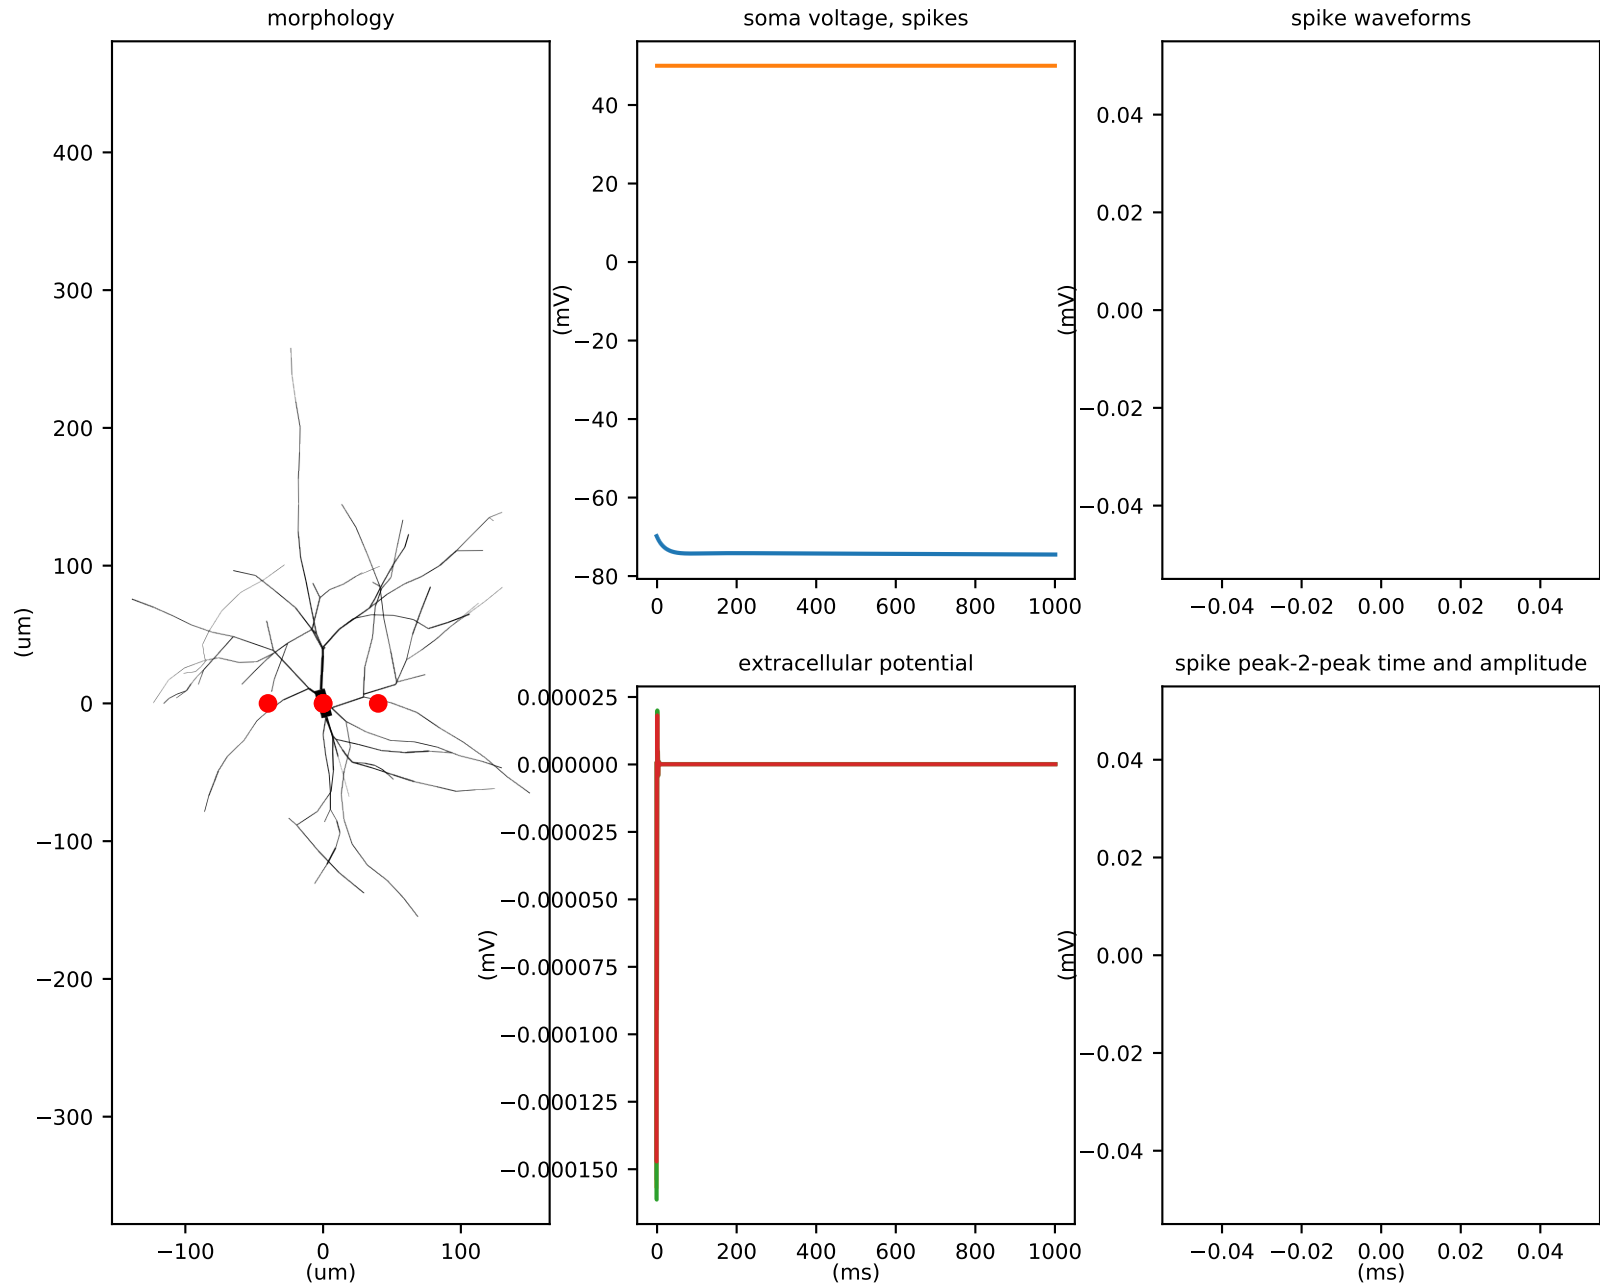 morphology
400
300
200
100
0
−100
−200
−300
(um)
−100 0 100
(um)
soma voltage, spikes
40
20
0
−20
−40
−60
−80
(mV)
0 200 400 600 800 1000
spike waveforms
0.04
0.02
0.00
−0.02
−0.04
(mV)
−0.04 −0.02 0.00 0.02 0.04
extracellular potential
0.000025
0.000000
−0.000025
−0.000050
−0.000075
−0.000100
−0.000125
−0.000150
(mV)
0 200 400 600 800 1000
(ms)
spike peak-2-peak time and amplitude
0.04
0.02
0.00
−0.02
−0.04
(mV)
−0.04 −0.02 0.00 0.02 0.04
(ms)